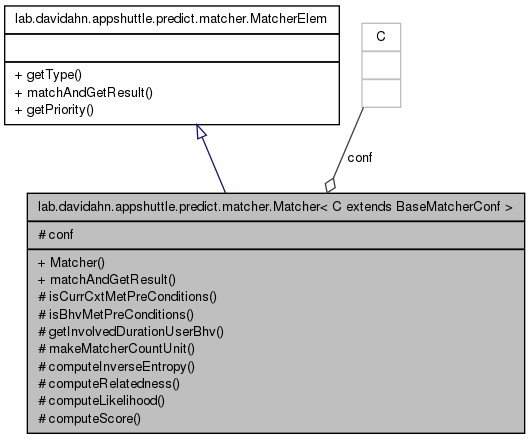 lab.davidahn.appshuttle.predict.matcher.MatcherElem
+ getType()
+ matchAndGetResult()
+ getPriority()
C
conf
lab.davidahn.appshuttle.predict.matcher.Matcher< C extends BaseMatcherConf >
# conf
+ Matcher()
+ matchAndGetResult()
# isCurrCxtMetPreConditions()
# isBhvMetPreConditions()
# getInvolvedDurationUserBhv()
# makeMatcherCountUnit()
# computeInverseEntropy()
# computeRelatedness()
# computeLikelihood()
# computeScore()